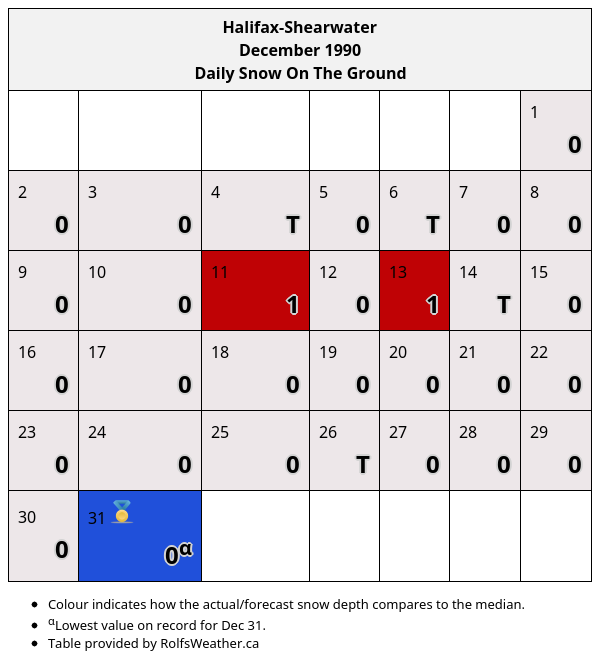 Halifax-Shearwater
December 1990
Daily Snow On The Ground
1
0
2 3 4 5 6 7 8
0 0 T 0 T 0 0
9 10 11 12 13 14 15
0 0 1 0 1 T 0
16 17 18 19 20 21 22
0 0 0 0 0 0 0
23 24 25 26 27 28 29
0 0 0 T 0 0 0
30 31
0 0α
Colour indicates how the actual/forecast snow depth compares to the median.
αLowest value on record for Dec 31.
Table provided by RolfsWeather.ca